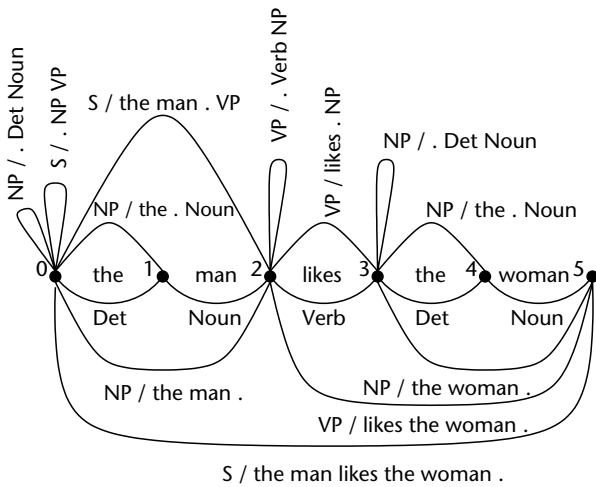 NP / . Det Noun
S / . NP VP
S / the man . VP
VP / . Verb NP
VP / likes . NP
NP / . Det Noun
NP / the . Noun
NP / the . Noun
0 the 1 man 2 likes 3 the 4 woman 5
Det Noun Verb Det Noun
NP / the man .
NP / the woman .
VP / likes the woman .
S / the man likes the woman .